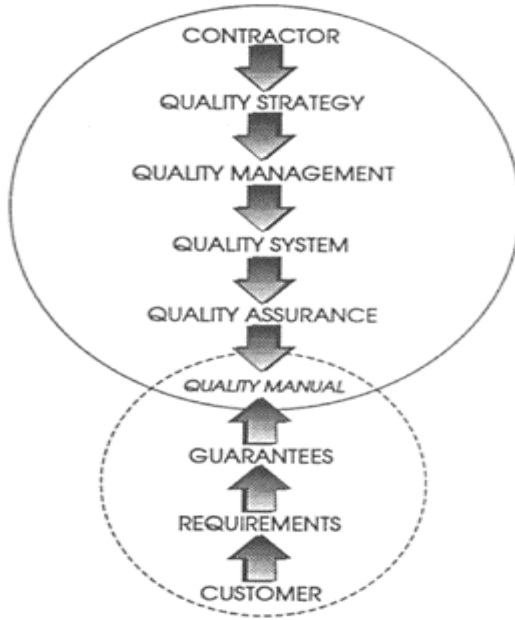 CONTRACTOR
QUALITY STRATEGY
QUALITY MANAGEMENT
QUALITY SYSTEM
QUALITY ASSURANCE
QUALITY MANUAL
GUARANTEES
REQUIREMENTS
CUSTOMER